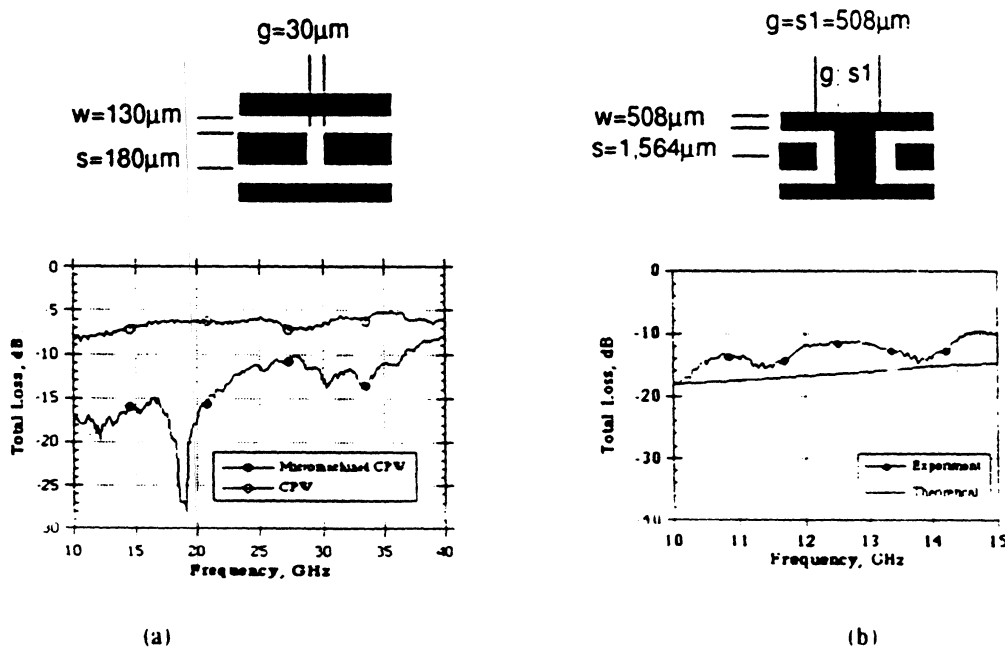 g=30μm
w=130μm
s=180μm
Total Loss, dB
0
-5
-10
-15
-20
-25
30
10 15 20 25 30 35 40
Frequency, GHz
Micromachined CPW
CPW
(a)
g=s1=508μm
g s1
w=508μm
s=1,564μm
Total Loss, dB
0
-10
-20
-30
-40
10 11 12 13 14 15
Frequency, GHz
Experiment
Theoretical
(b)